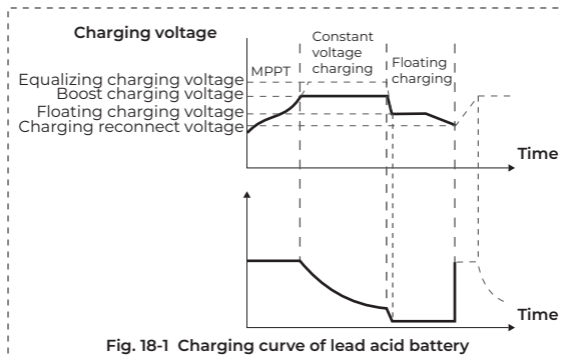 Charging voltage
Constant
voltage
charging
MPPT
Floating
charging
Equalizing charging voltage
Boost charging voltage
Floating charging voltage
Charging reconnect voltage
Time
Time
Fig. 18-1 Charging curve of lead acid battery